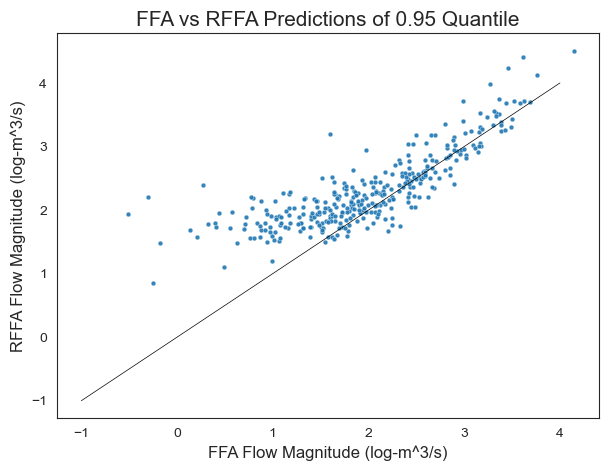 FFA vs RFFA Predictions of 0.95 Quantile
RFFA Flow Magnitude (log-m^3/s)
4
3
2
1
0
−1
−1 0 1 2 3 4
FFA Flow Magnitude (log-m^3/s)